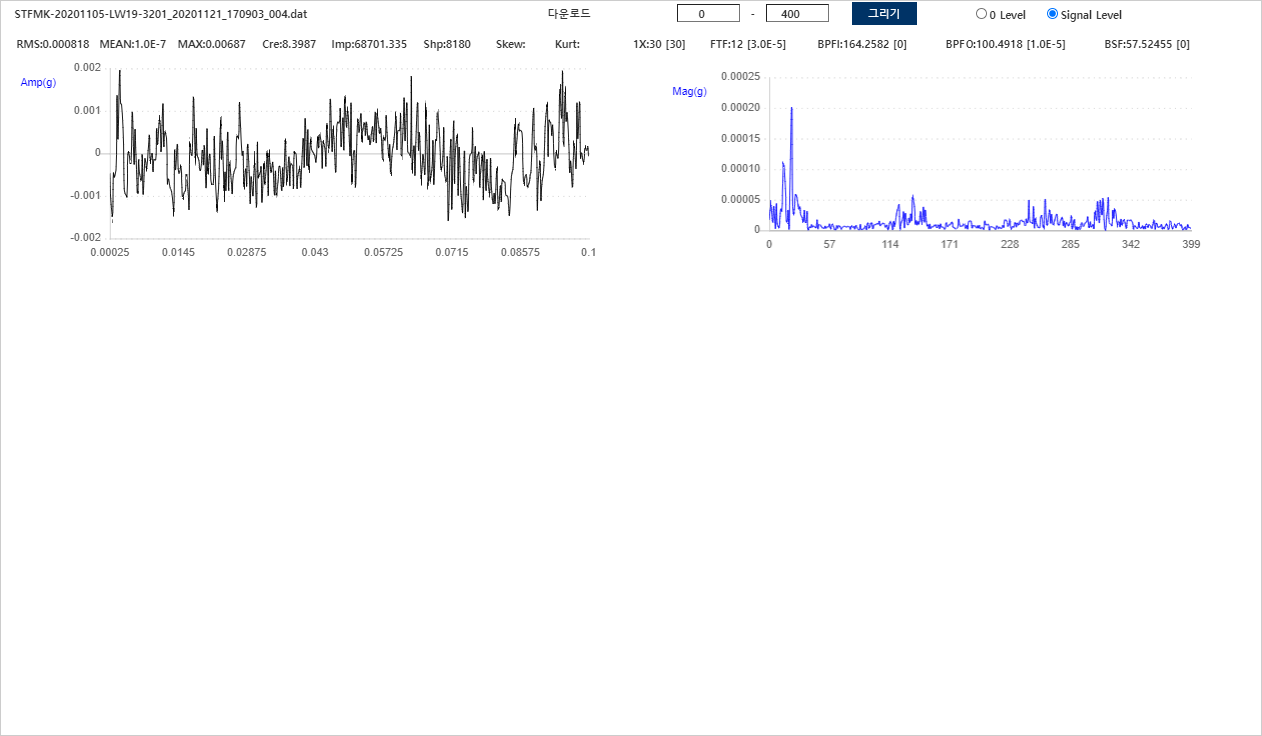 STFMK-20201105-LW19-3201_20201121_170903_004.dat 다운로드 0 - 400 그리기 0 Level Signal Level
RMS:0.000818 MEAN:1.0E-7 MAX:0.00687 Cre:8.3987 Imp:68701.335 Shp:8180 Skew: Kurt: 1X:30 [30] FTF:12 [3.0E-5] BPFI:164.2582 [0] BPFO:100.4918 [1.0E-5] BSF:57.52455 [0]
Amp(g)
0.002
0.001
0
-0.001
-0.002
0.00025 0.0145 0.02875 0.043 0.05725 0.0715 0.08575 0.1
Mag(g)
0.00025
0.00020
0.00015
0.00010
0.00005
0
0 57 114 171 228 285 342 399